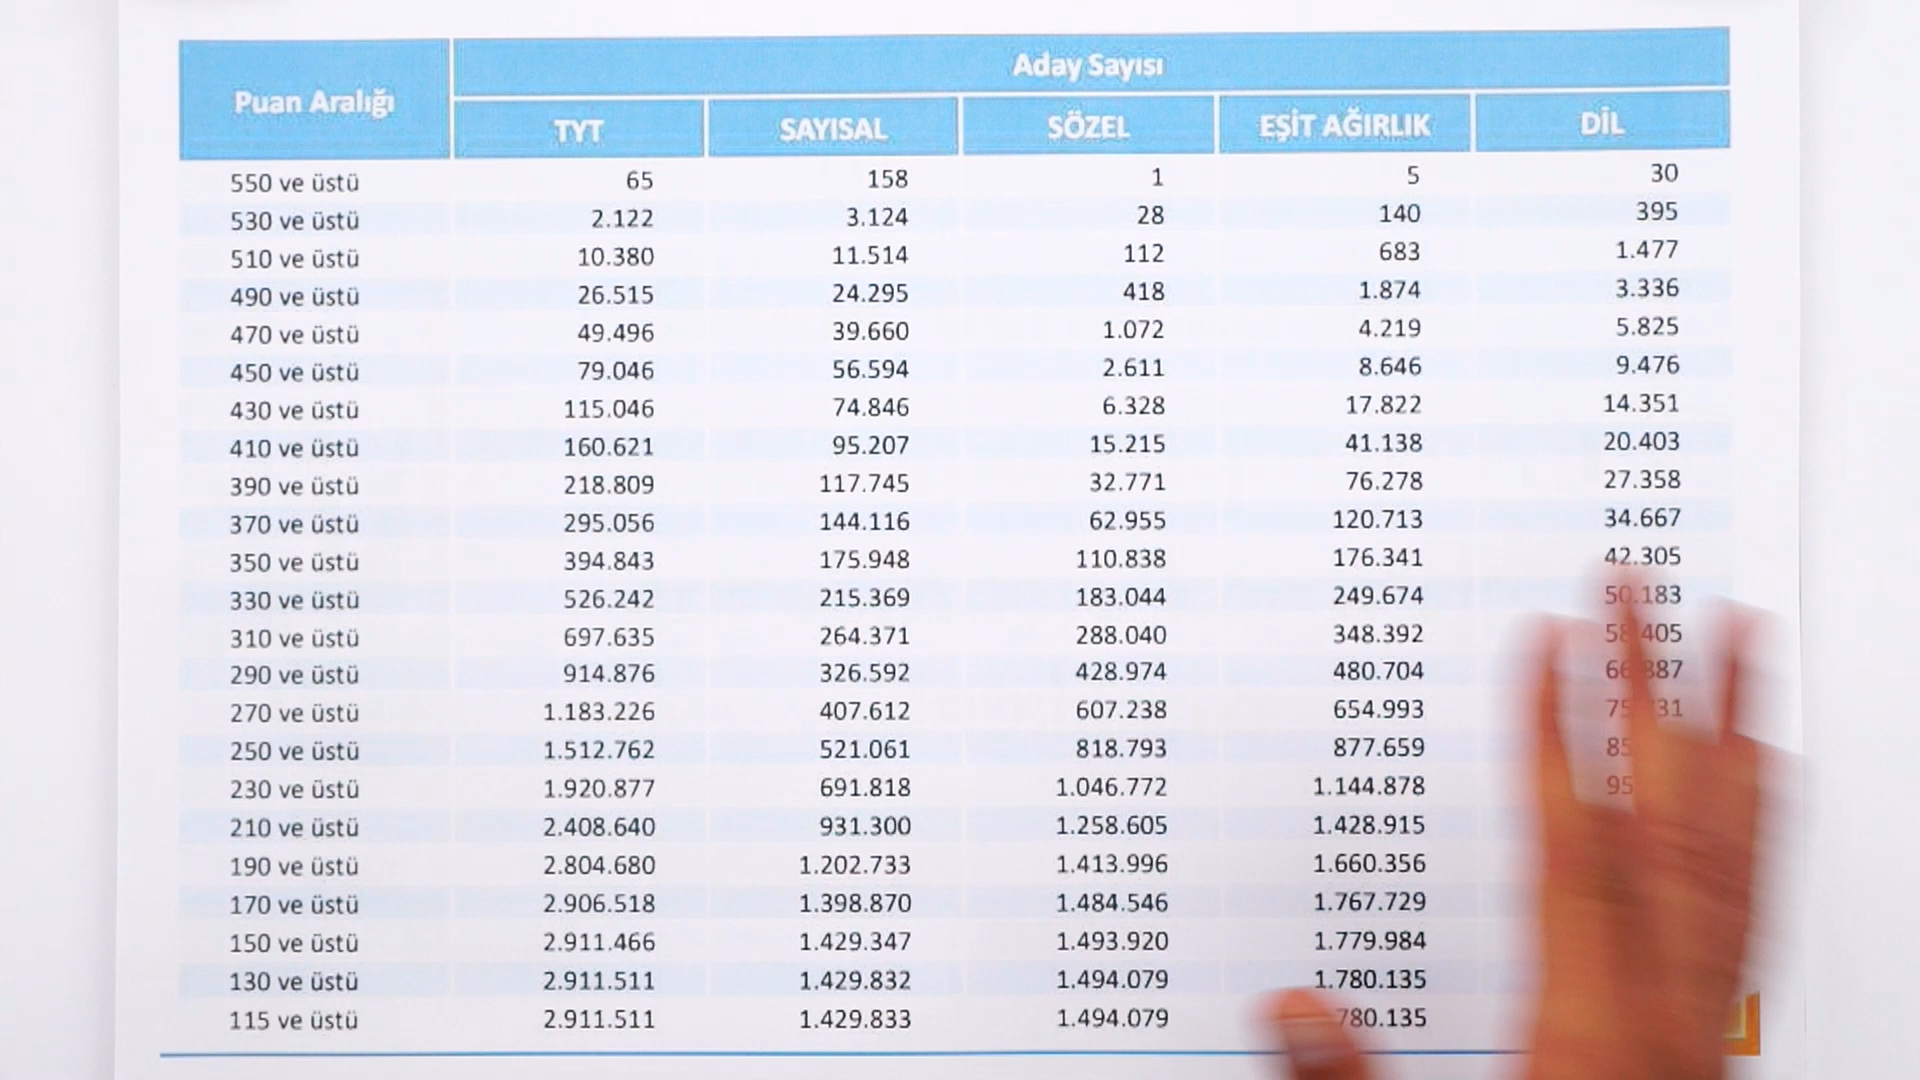 Puan Aralığı
Aday Sayısı
TYT SAYISAL SÖZEL EŞİT AĞIRLIK DİL
550 ve üstü 65 158 1 5 30
530 ve üstü 2.122 3.124 28 140 395
510 ve üstü 10.380 11.514 112 683 1.477
490 ve üstü 26.515 24.295 418 1.874 3.336
470 ve üstü 49.496 39.660 1.072 4.219 5.825
450 ve üstü 79.046 56.594 2.611 8.646 9.476
430 ve üstü 115.046 74.846 6.328 17.822 14.351
410 ve üstü 160.621 95.207 15.215 41.138 20.403
390 ve üstü 218.809 117.745 32.771 76.278 27.358
370 ve üstü 295.056 144.116 62.955 120.713 34.667
350 ve üstü 394.843 175.948 110.838 176.341 42.305
330 ve üstü 526.242 215.369 183.044 249.674 50.183
310 ve üstü 697.635 264.371 288.040 348.392
290 ve üstü 914.876 326.592 428.974 480.704
270 ve üstü 1.183.226 407.612 607.238 654.993
250 ve üstü 1.512.762 521.061 818.793 877.659
230 ve üstü 1.920.877 691.818 1.046.772 1.144.878
210 ve üstü 2.408.640 931.300 1.258.605 1.428.915
190 ve üstü 2.804.680 1.202.733 1.413.996 1.660.356
170 ve üstü 2.906.518 1.398.870 1.484.546 1.767.729
150 ve üstü 2.911.466 1.429.347 1.493.920 1.779.984
130 ve üstü 2.911.511 1.429.832 1.494.079 1.780.135
115 ve üstü 2.911.511 1.429.833 1.494.079 780.135